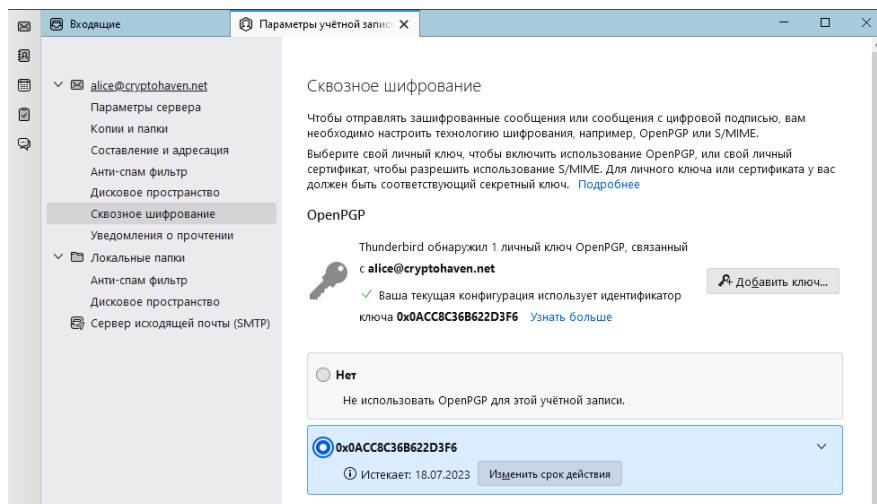 Входящие
Параметры учётной запис
alice@cryptohaven.net
Параметры сервера
Копии и папки
Составление и адресация
Анти-спам фильтр
Дисковое пространство
Сквозное шифрование
Уведомления о прочтении
Локальные папки
Анти-спам фильтр
Дисковое пространство
Сервер исходящей почты (SMTP)
Сквозное шифрование
Чтобы отправлять зашифрованные сообщения или сообщения с цифровой подписью, вам
необходимо настроить технологию шифрования, например, OpenPGP или S/MIME.
Выберите свой личный ключ, чтобы включить использование OpenPGP, или свой личный
сертификат, чтобы разрешить использование S/MIME. Для личного ключа или сертификата у вас
должен быть соответствующий секретный ключ. Подробнее
OpenPGP
Thunderbird обнаружил 1 личный ключ OpenPGP, связанный
с alice@cryptohaven.net
Ваша текущая конфигурация использует идентификатор
ключа 0x0ACC8C36B622D3F6 Узнать больше
Добавить ключ...
Нет
Не использовать OpenPGP для этой учётной записи.
0x0ACC8C36B622D3F6
Истекает: 18.07.2023 Изменить срок действия